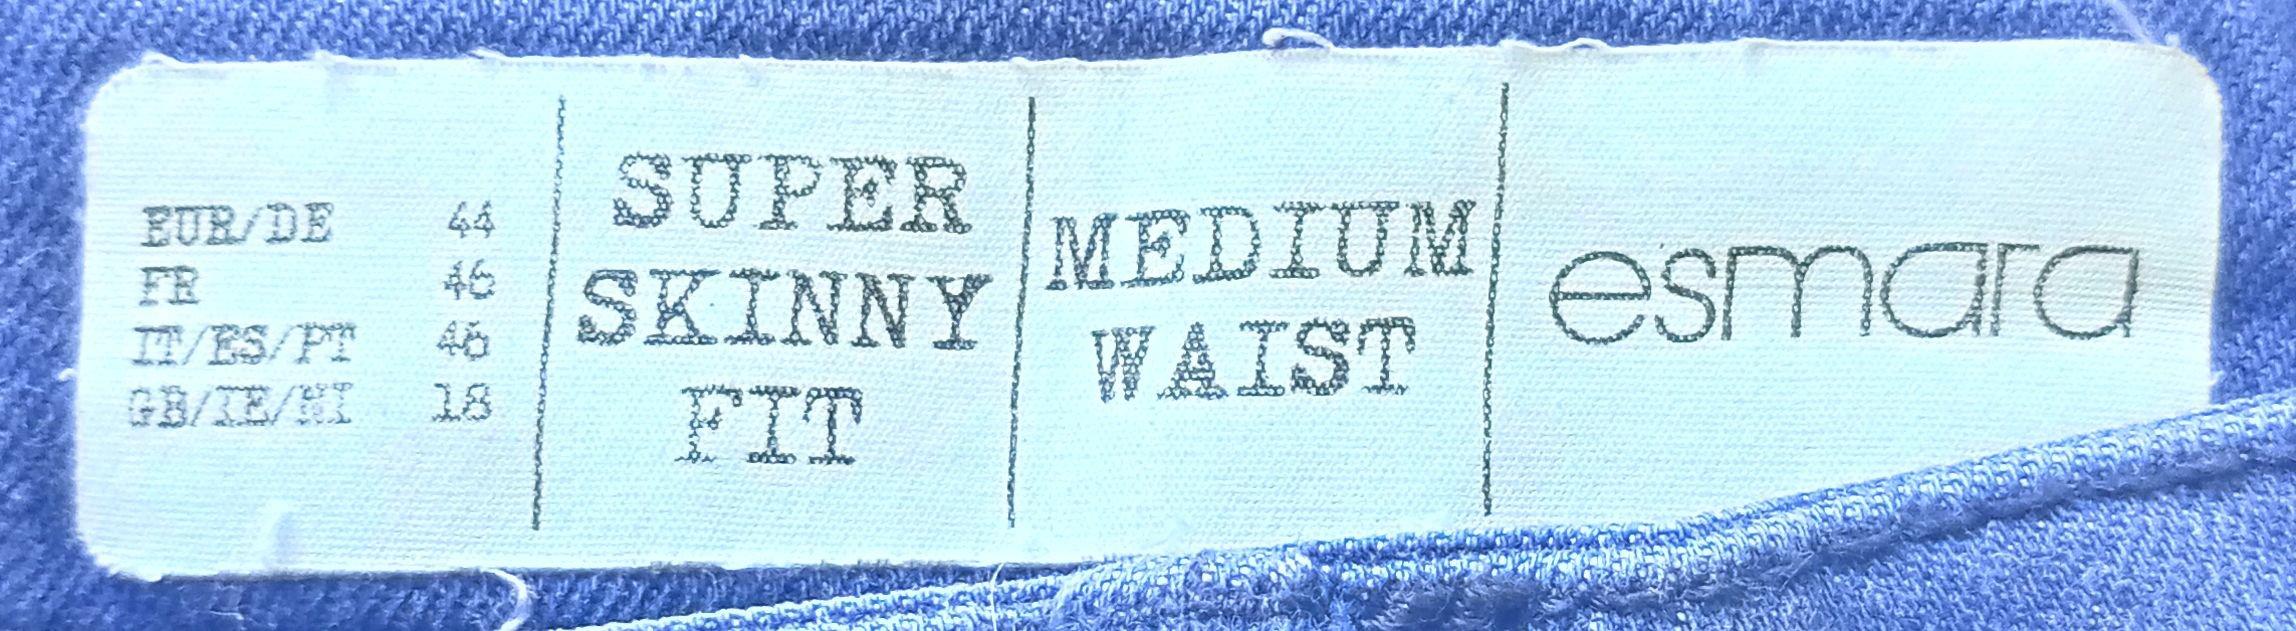 EUR/DE 44
FR 46
IT/ES/PT 46
GB/IE/NI 18
SUPER
SKINNY
FIT
MEDIUM
WAIST
esmara